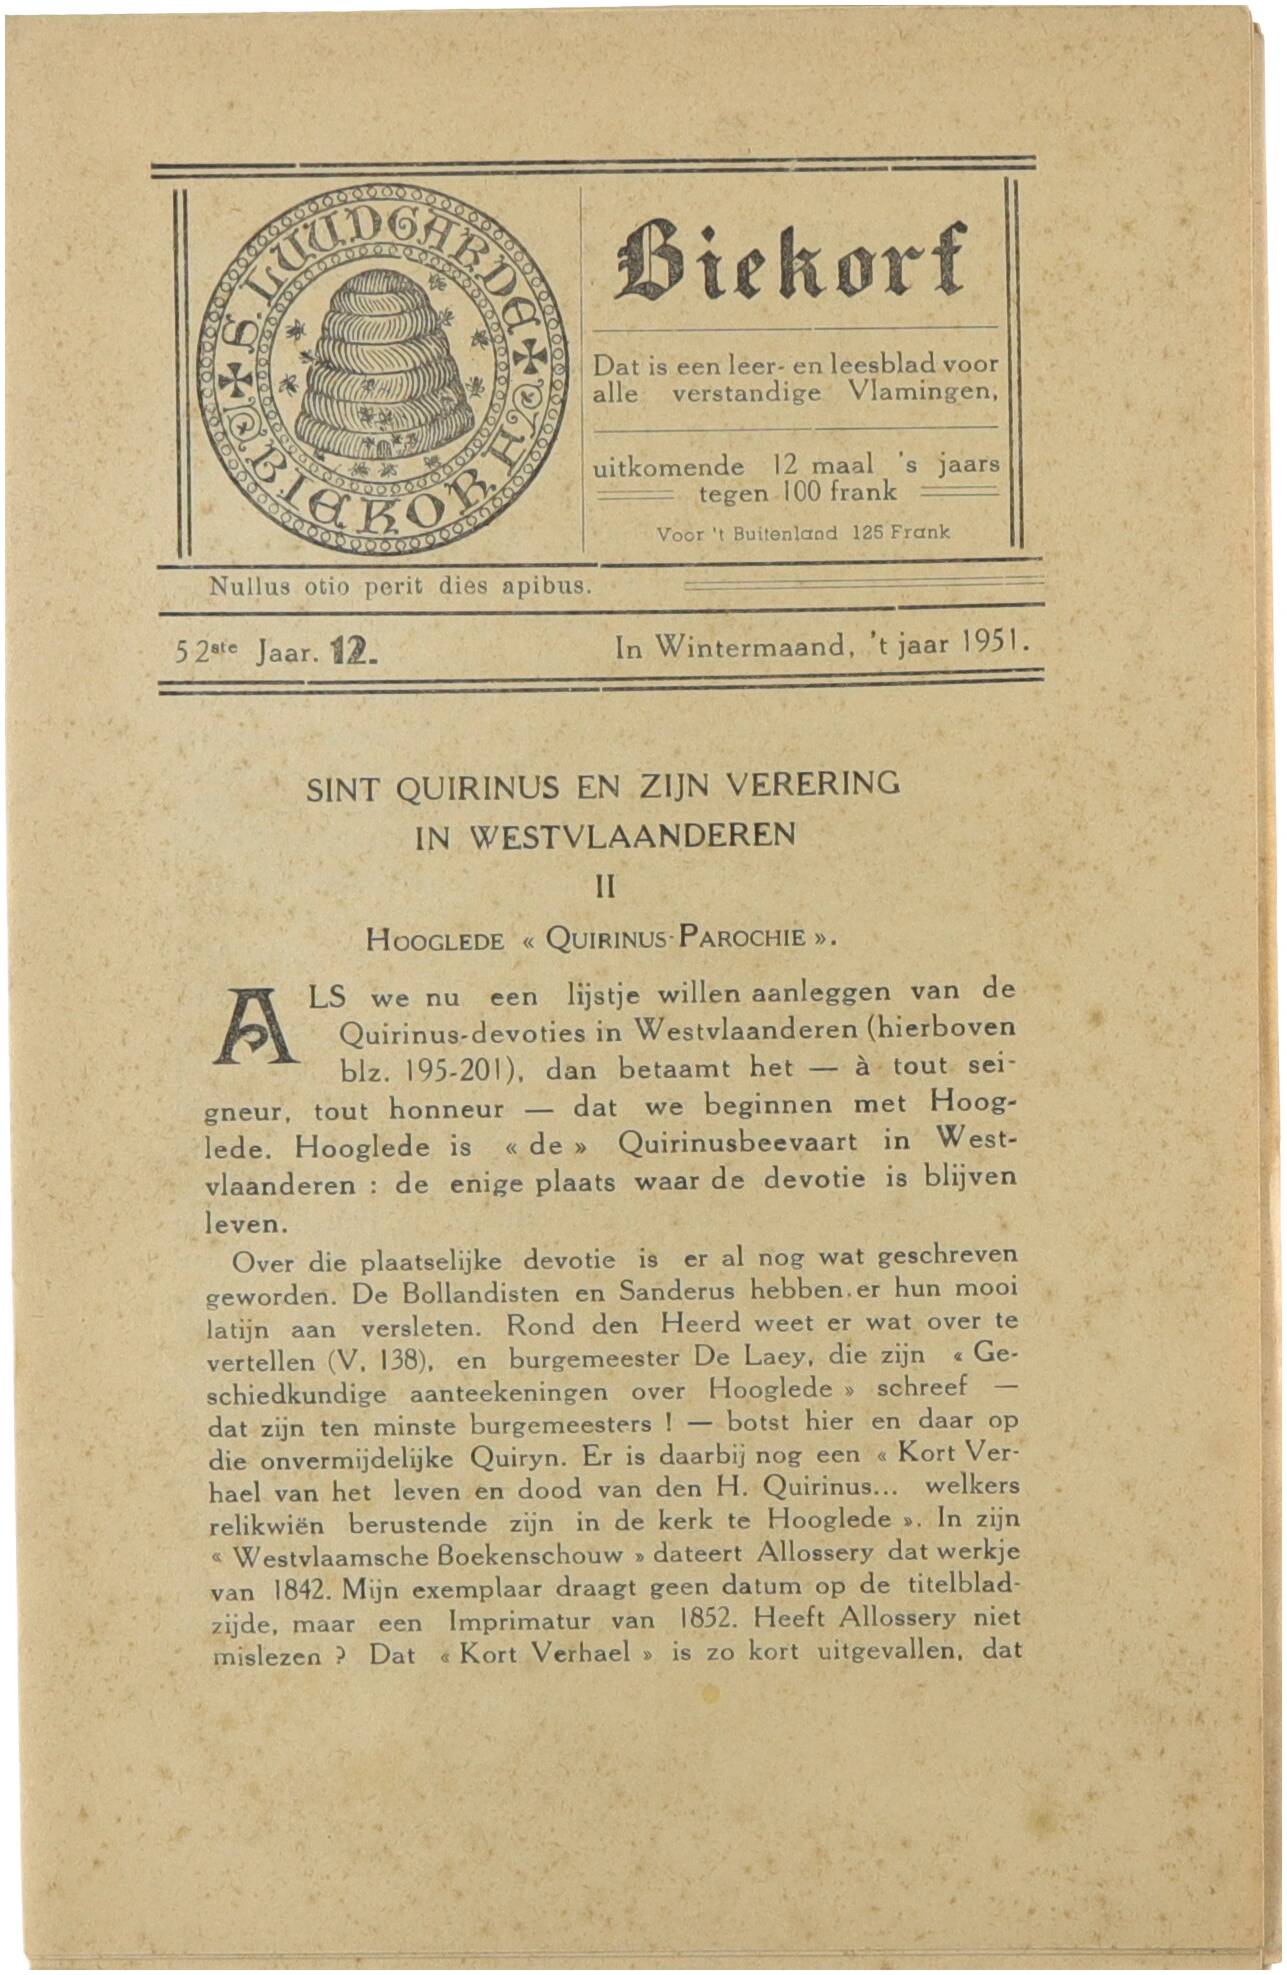 S. LUUDGARDE
BIEKORF
Biekorf
Dat is een leer- en leesblad voor
alle verstandige Vlamingen,
uitkomende 12 maal 's jaars
tegen 100 frank
Voor 't Buitenland 125 Frank
Nullus otio perit dies apibus.
52ste Jaar. 12.
In Wintermaand, 't jaar 1951.
SINT QUIRINUS EN ZIJN VERERING
IN WESTVLAANDEREN
II
HOOGLEDE « QUIRINUS-PAROCHIE ».
ALS we nu een lijstje willen aanleggen van de
Quirinus-devoties in Westvlaanderen (hierboven
blz. 195-201), dan betaamt het — à tout sei-
gneur, tout honneur — dat we beginnen met Hoog-
lede. Hooglede is « de » Quirinusbeevaart in West-
vlaanderen : de enige plaats waar de devotie is blijven
leven.
Over die plaatselijke devotie is er al nog wat geschreven
geworden. De Bollandisten en Sanderus hebben er hun mooi
latijn aan versleten. Rond den Heerd weet er wat over te
vertellen (V, 138), en burgemeester De Laey, die zijn « Ge-
schiedkundige aanteekeningen over Hooglede » schreef —
dat zijn ten minste burgemeesters ! — botst hier en daar op
die onvermijdelijke Quiryn. Er is daarbij nog een « Kort Ver-
hael van het leven en dood van den H. Quirinus... welkers
relikwiën berustende zijn in de kerk te Hooglede ». In zijn
« Westvlaamsche Boekenschouw » dateert Allossery dat werkje
van 1842. Mijn exemplaar draagt geen datum op de titelblad-
zijde, maar een Imprimatur van 1852. Heeft Allossery niet
mislezen ? Dat « Kort Verhael » is zo kort uitgevallen, dat